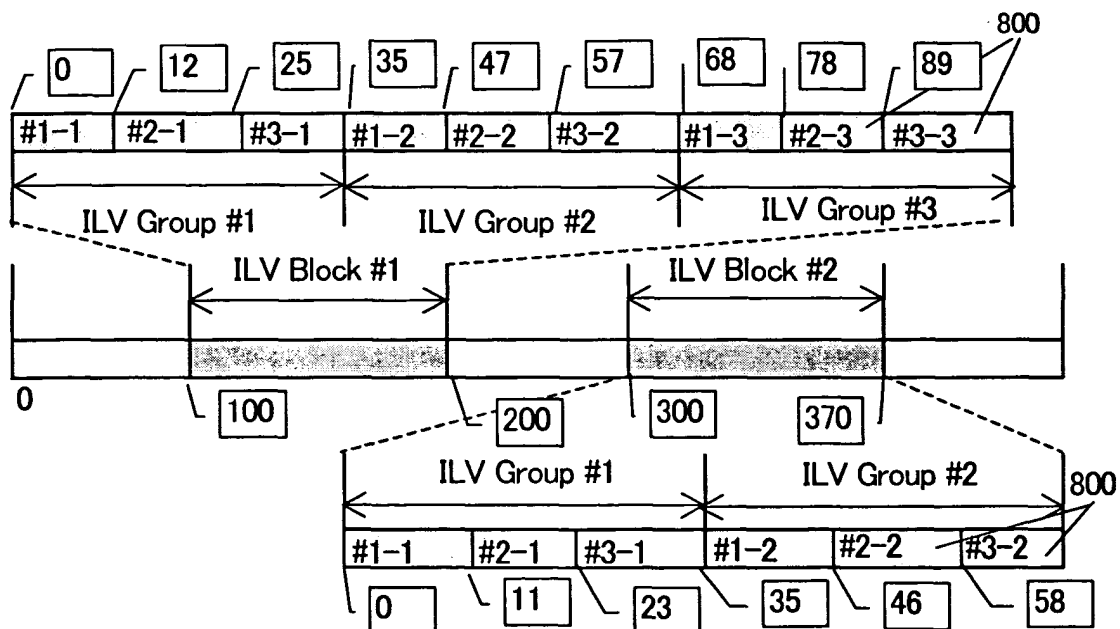 800
0 12 25 35 47 57 68 78 89
#1-1 #2-1 #3-1 #1-2 #2-2 #3-2 #1-3 #2-3 #3-3
ILV Group #1 ILV Group #2 ILV Group #3
ILV Block #1 ILV Block #2
0
100 200 300 370
ILV Group #1 ILV Group #2
800
#1-1 #2-1 #3-1 #1-2 #2-2 #3-2
0 11 23 35 46 58